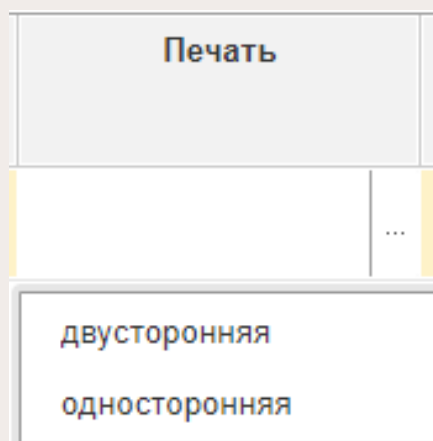 Печать
...
двусторонняя
односторонняя